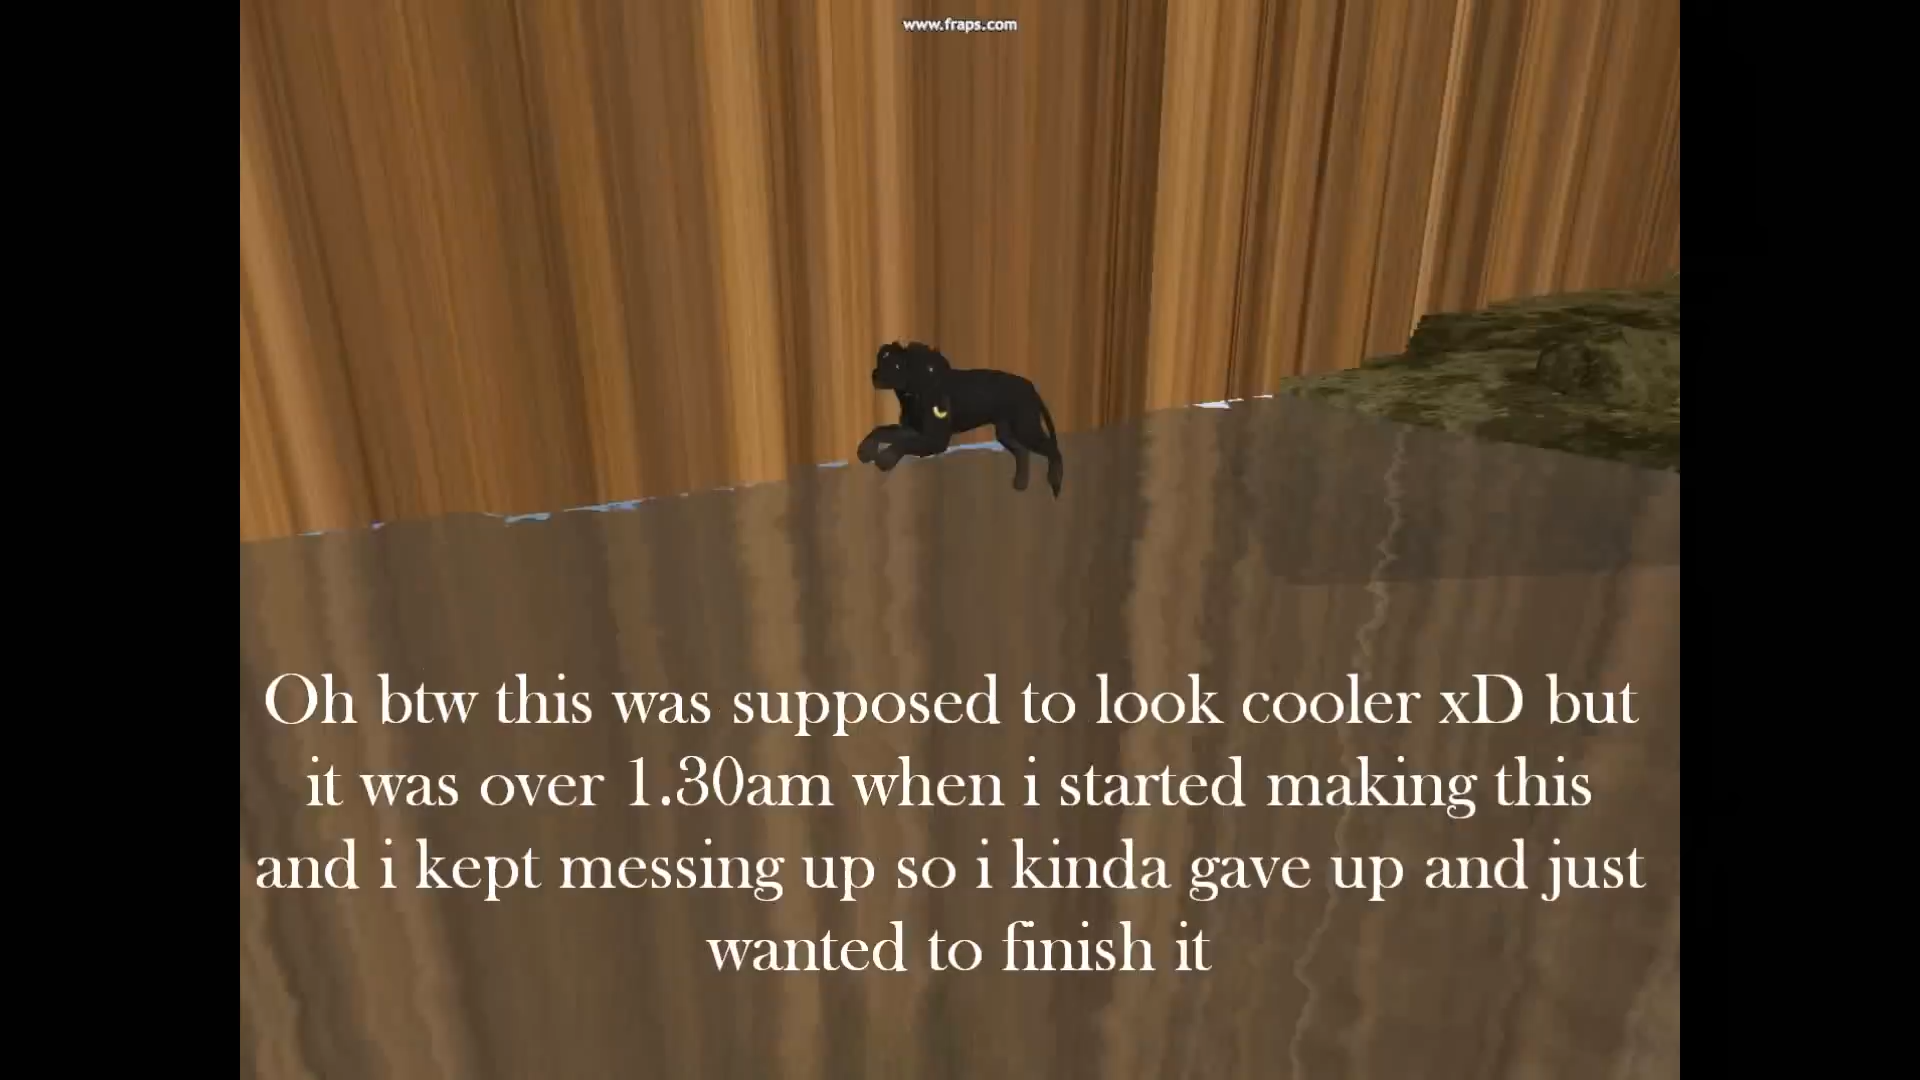 www.fraps.com
Oh btw this was supposed to look cooler xD but
it was over 1.30am when i started making this
and i kept messing up so i kinda gave up and just
wanted to finish it